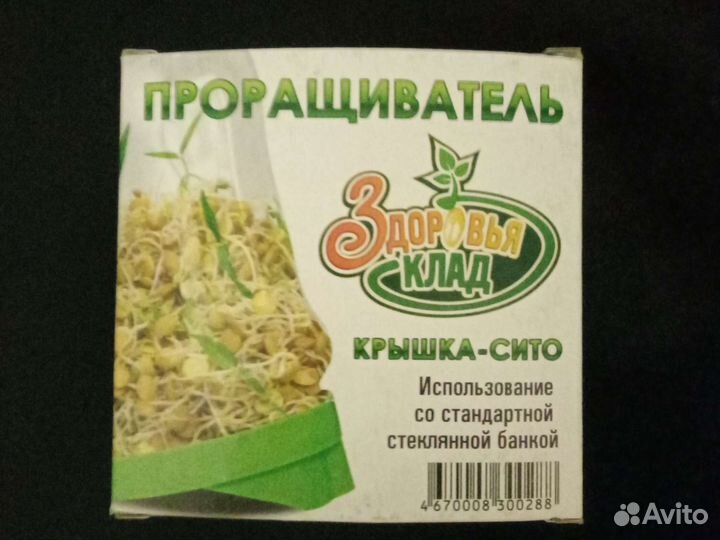 ПРОРАЩИВАТЕЛЬ
ЗДОРОВЬЯ
КЛАД
КРЫШКА-СИТО
Использование
со стандартной
стеклянной банкой
4 670008 300288
Avito